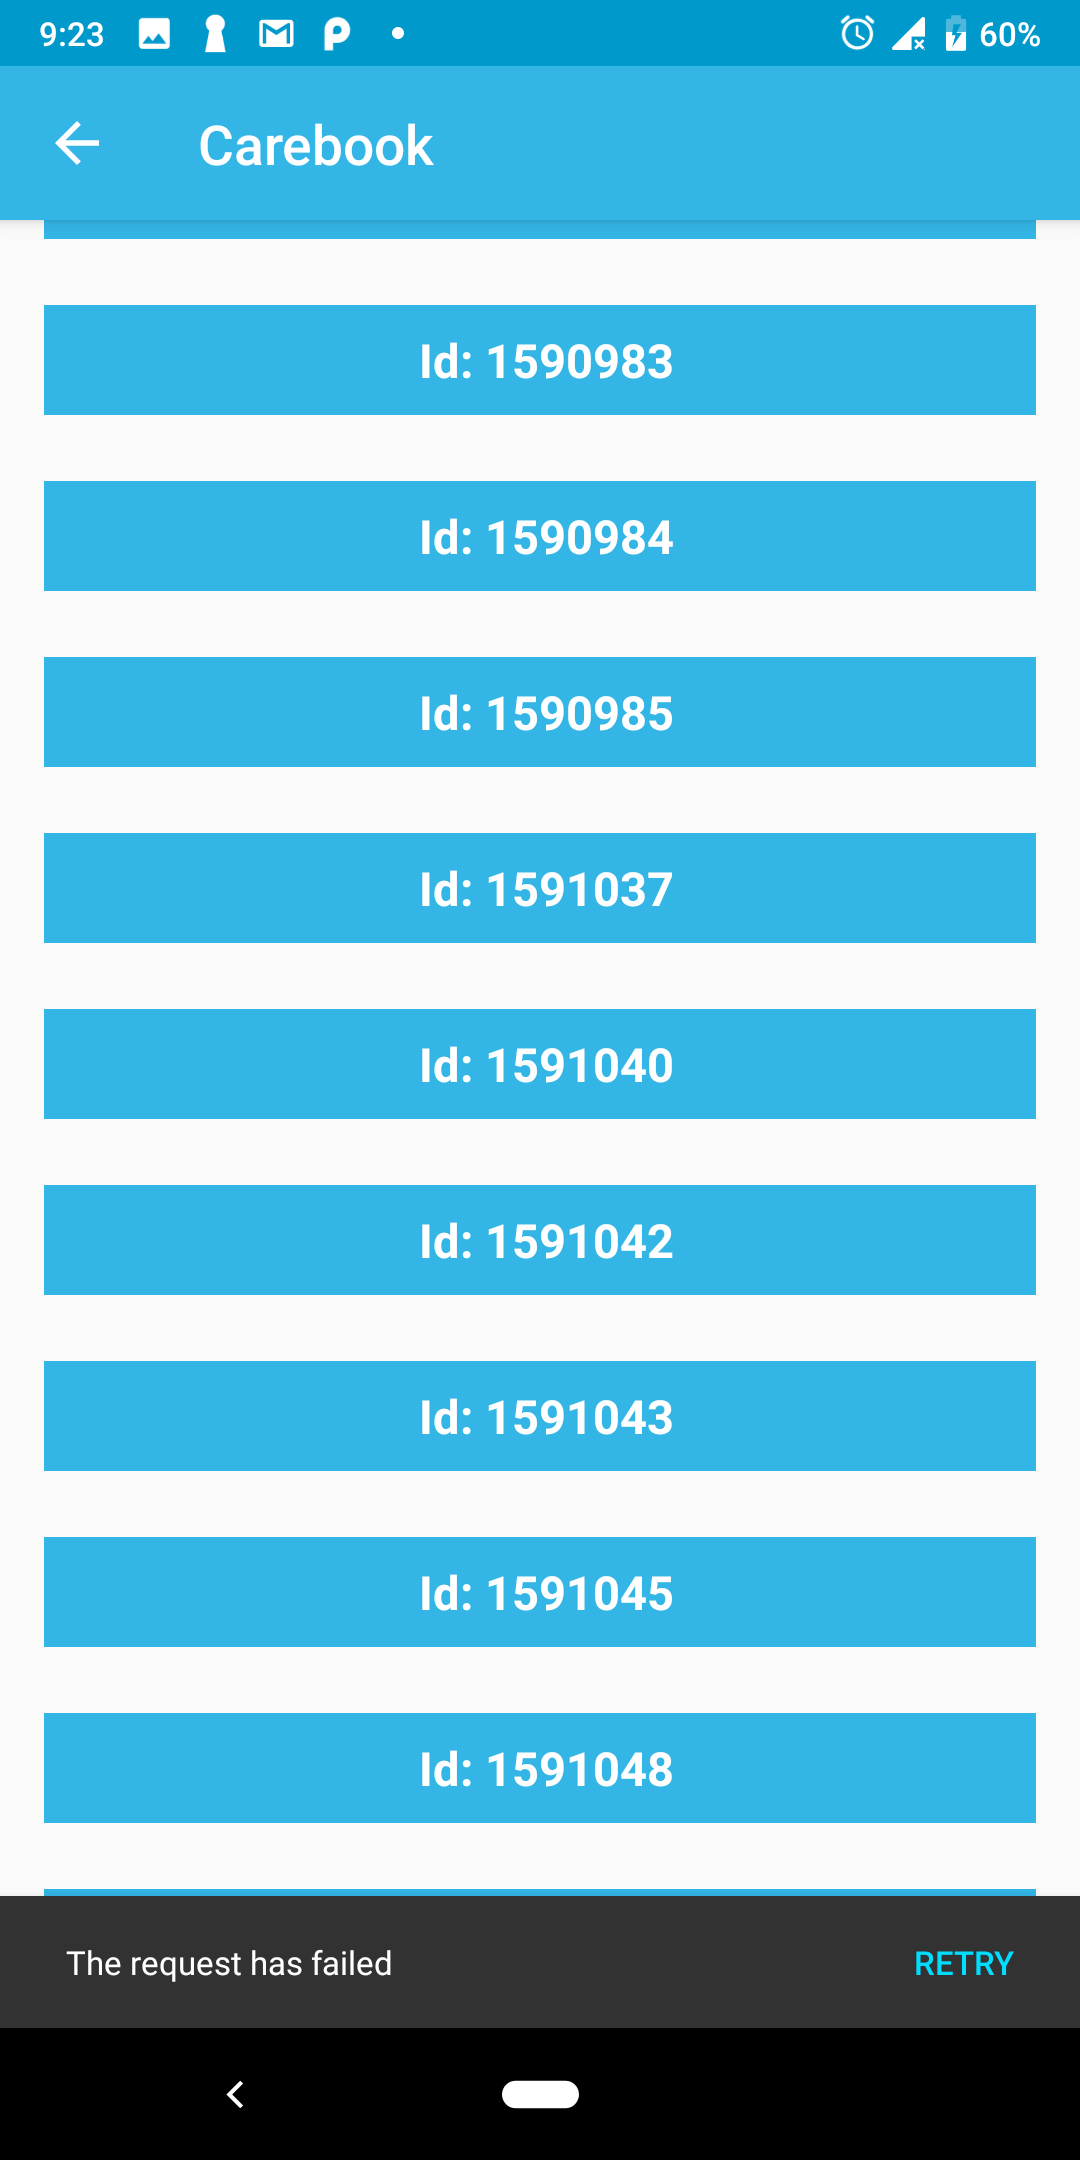 9:23
60%
Carebook
Id: 1590983
Id: 1590984
Id: 1590985
Id: 1591037
Id: 1591040
Id: 1591042
Id: 1591043
Id: 1591045
Id: 1591048
The request has failed
RETRY